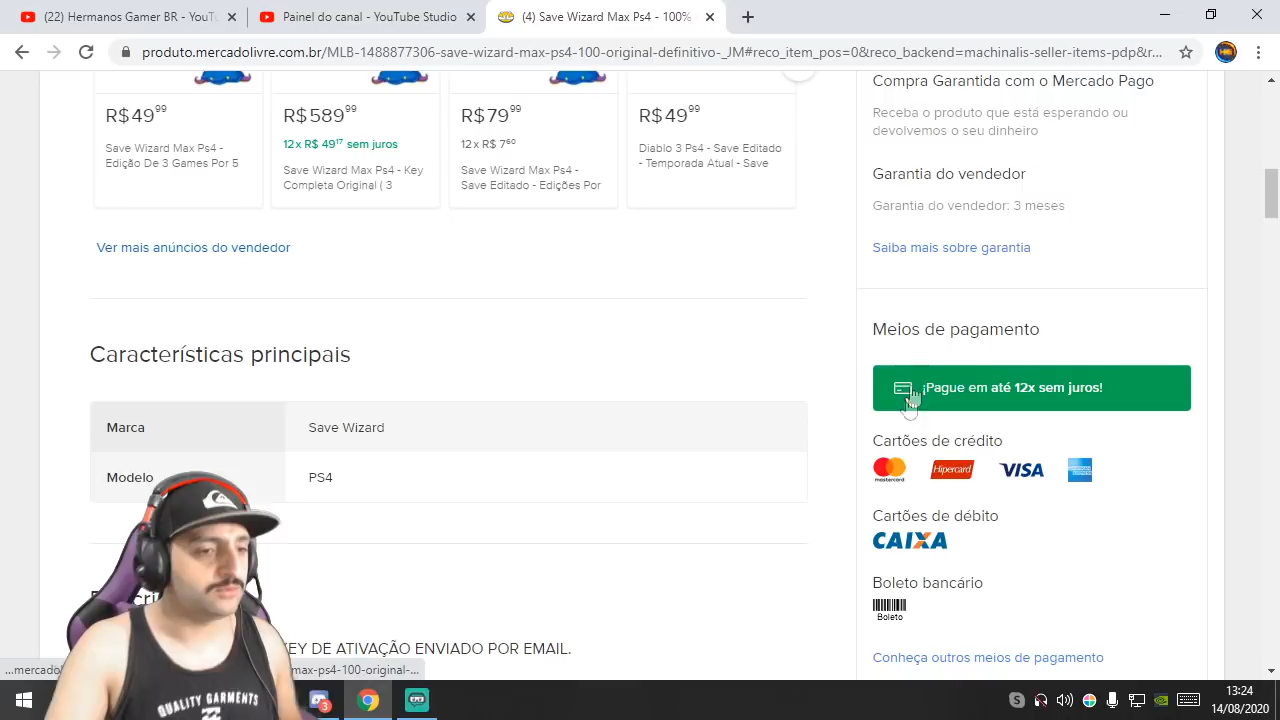 (22) Hermanos Gamer BR - YouTu
Painel do canal - YouTube Studio
(4) Save Wizard Max Ps4 - 100%
produto.mercadolivre.com.br/MLB-1488877306-save-wizard-max-ps4-100-original-definitivo-_JM#reco_item_pos=0&reco_backend=machinalis-seller-items-pdp&r...
R$ 49 99
Save Wizard Max Ps4 -
Edição De 3 Games Por 5
R$ 589 99
12x R$ 49 17 sem juros
Save Wizard Max Ps4 - Key
Completa Original ( 3
R$ 79 99
12x R$ 7 60
Save Wizard Max Ps4 -
Save Editado - Edições Por
R$ 49 99
Diablo 3 Ps4 - Save Editado
- Temporada Atual - Save
Ver mais anúncios do vendedor
Características principais
Marca Save Wizard
Modelo PS4
EY DE ATIVAÇÃO ENVIADO POR EMAIL.
Compra Garantida com o Mercado Pago
Receba o produto que está esperando ou
devolvemos o seu dinheiro
Garantia do vendedor
Garantia do vendedor: 3 meses
Saiba mais sobre garantia
Meios de pagamento
¡Pague em até 12x sem juros!
Cartões de crédito
mastercard Hipercard VISA
Cartões de débito
CAIXA
Boleto bancário
Boleto
Conheça outros meios de pagamento
...mercadol
max-ps4-100-original-...
QUALITY GARMENTS
3
13:24
14/08/2020